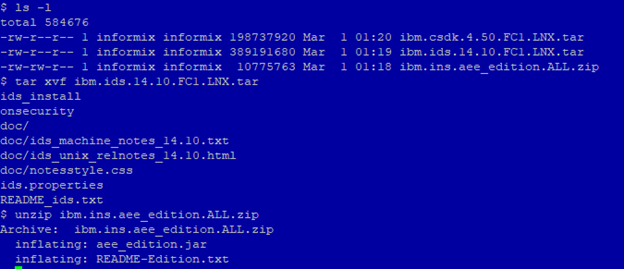 $ ls -l
total 584676
-rw-r--r-- 1 informix informix 198737920 Mar  1 01:20 ibm.csdk.4.50.FC1.LNX.tar
-rw-r--r-- 1 informix informix 389191680 Mar  1 01:19 ibm.ids.14.10.FC1.LNX.tar
-rw-rw-r-- 1 informix informix  10775763 Mar  1 01:18 ibm.ins.aee_edition.ALL.zip
$ tar xvf ibm.ids.14.10.FC1.LNX.tar
ids_install
onsecurity
doc/
doc/ids_machine_notes_14.10.txt
doc/ids_unix_relnotes_14.10.html
doc/notesstyle.css
ids.properties
README_ids.txt
$ unzip ibm.ins.aee_edition.ALL.zip
Archive:  ibm.ins.aee_edition.ALL.zip
  inflating: aee_edition.jar
  inflating: README-Edition.txt